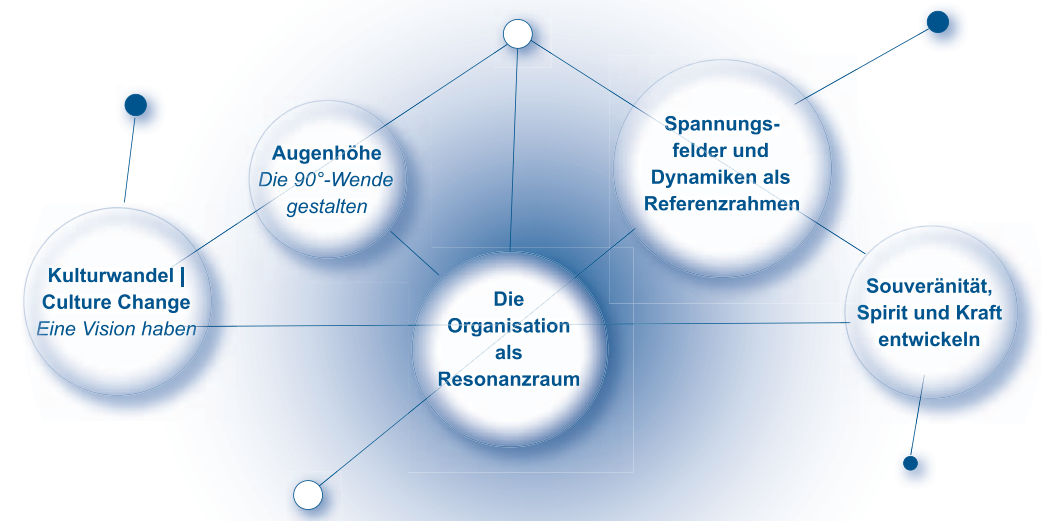 Kulturwandel |
Culture Change
Eine Vision haben
Augenhöhe
Die 90°-Wende
gestalten
Die
Organisation
als
Resonanzraum
Spannungs-
felder und
Dynamiken als
Referenzrahmen
Souveränität,
Spirit und Kraft
entwickeln